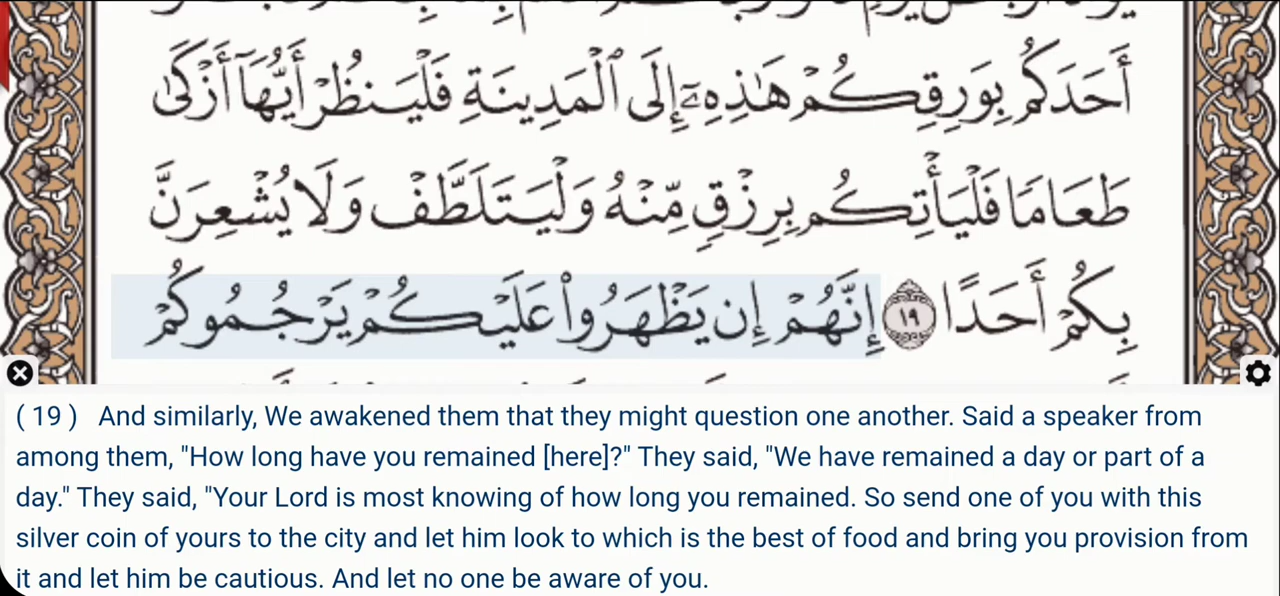 أَحَدَكُم بِوَرِقِكُمْ هَٰذِهِۦٓ إِلَى ٱلْمَدِينَةِ فَلْيَنظُرْ أَيُّهَآ أَزْكَىٰ
طَعَامًا فَلْيَأْتِكُم بِرِزْقٍ مِّنْهُ وَلْيَتَلَطَّفْ وَلَا يُشْعِرَنَّ
بِكُمْ أَحَدًا ١٩ إِنَّهُمْ إِن يَظْهَرُوا۟ عَلَيْكُمْ يَرْجُمُوكُمْ
( 19 ) And similarly, We awakened them that they might question one another. Said a speaker from
among them, "How long have you remained [here]?" They said, "We have remained a day or part of a
day." They said, "Your Lord is most knowing of how long you remained. So send one of you with this
silver coin of yours to the city and let him look to which is the best of food and bring you provision from
it and let him be cautious. And let no one be aware of you.